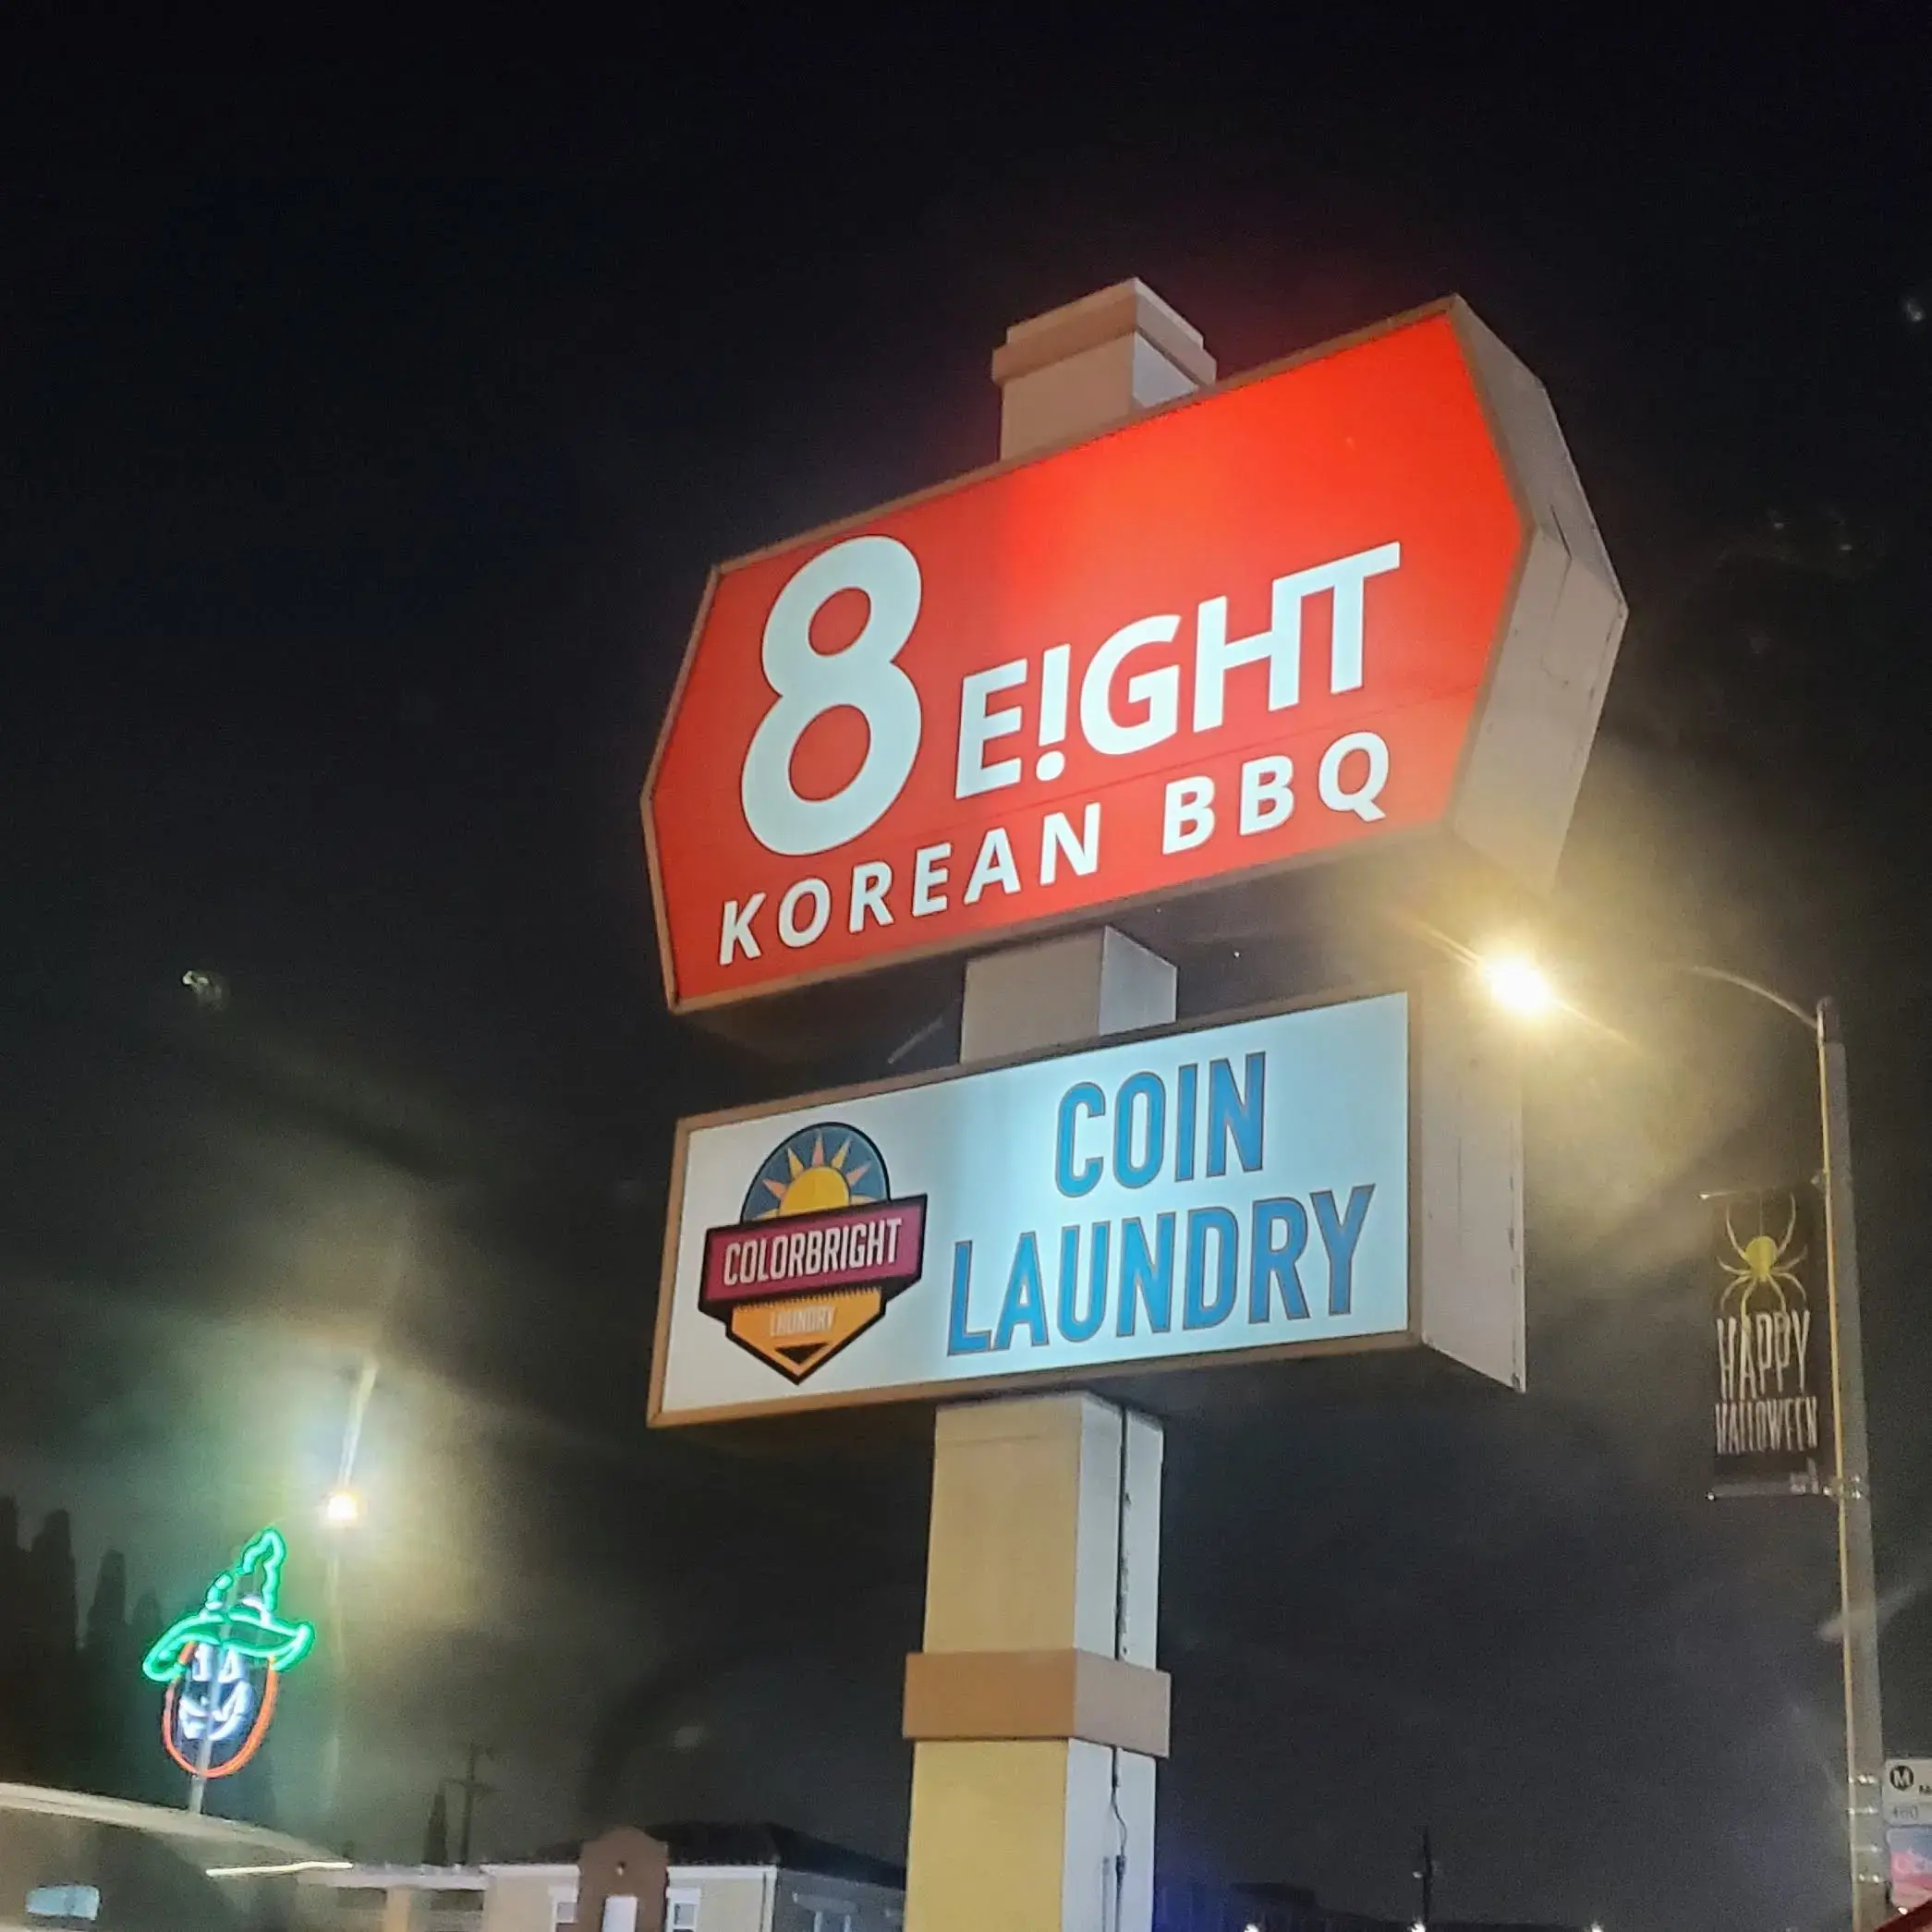 8 E!GHT
KOREAN BBQ
COIN
LAUNDRY
COLORBRIGHT
LAUNDRY
HAPPY
HALLOWEEN
M